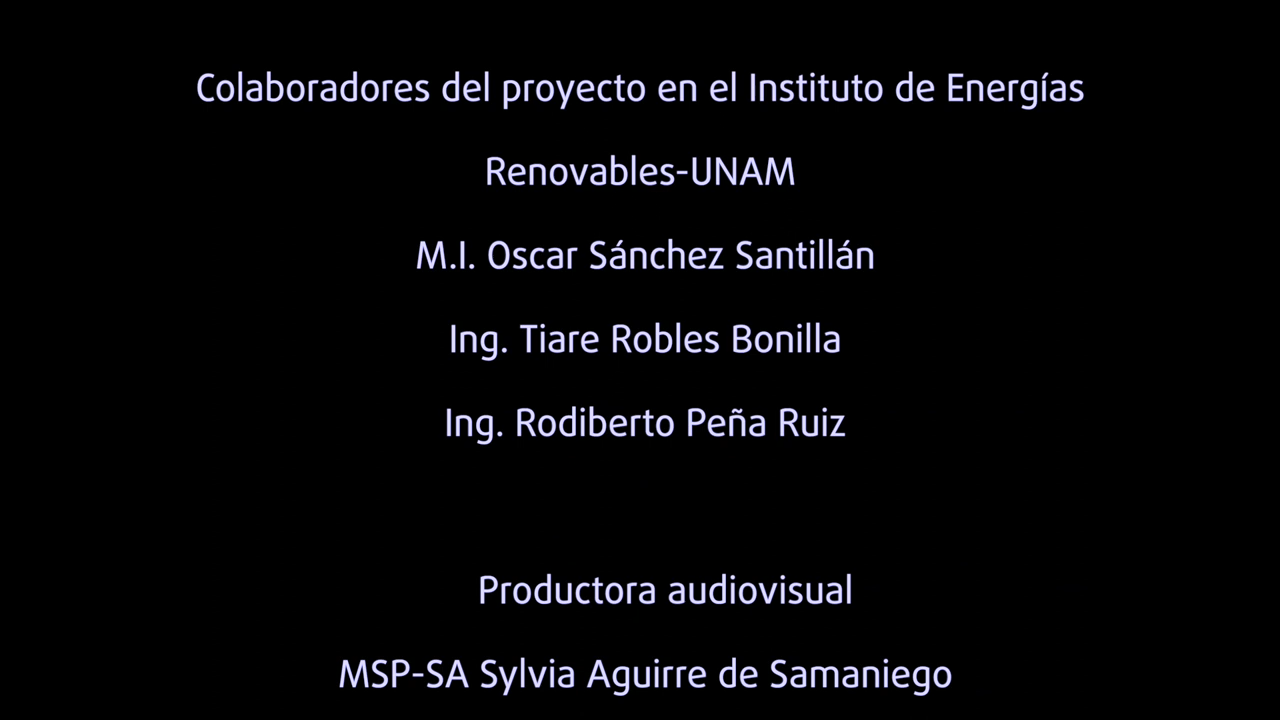 Colaboradores del proyecto en el Instituto de Energías
Renovables-UNAM
M.I. Oscar Sánchez Santillán
Ing. Tiare Robles Bonilla
Ing. Rodiberto Peña Ruiz
Productora audiovisual
MSP-SA Sylvia Aguirre de Samaniego